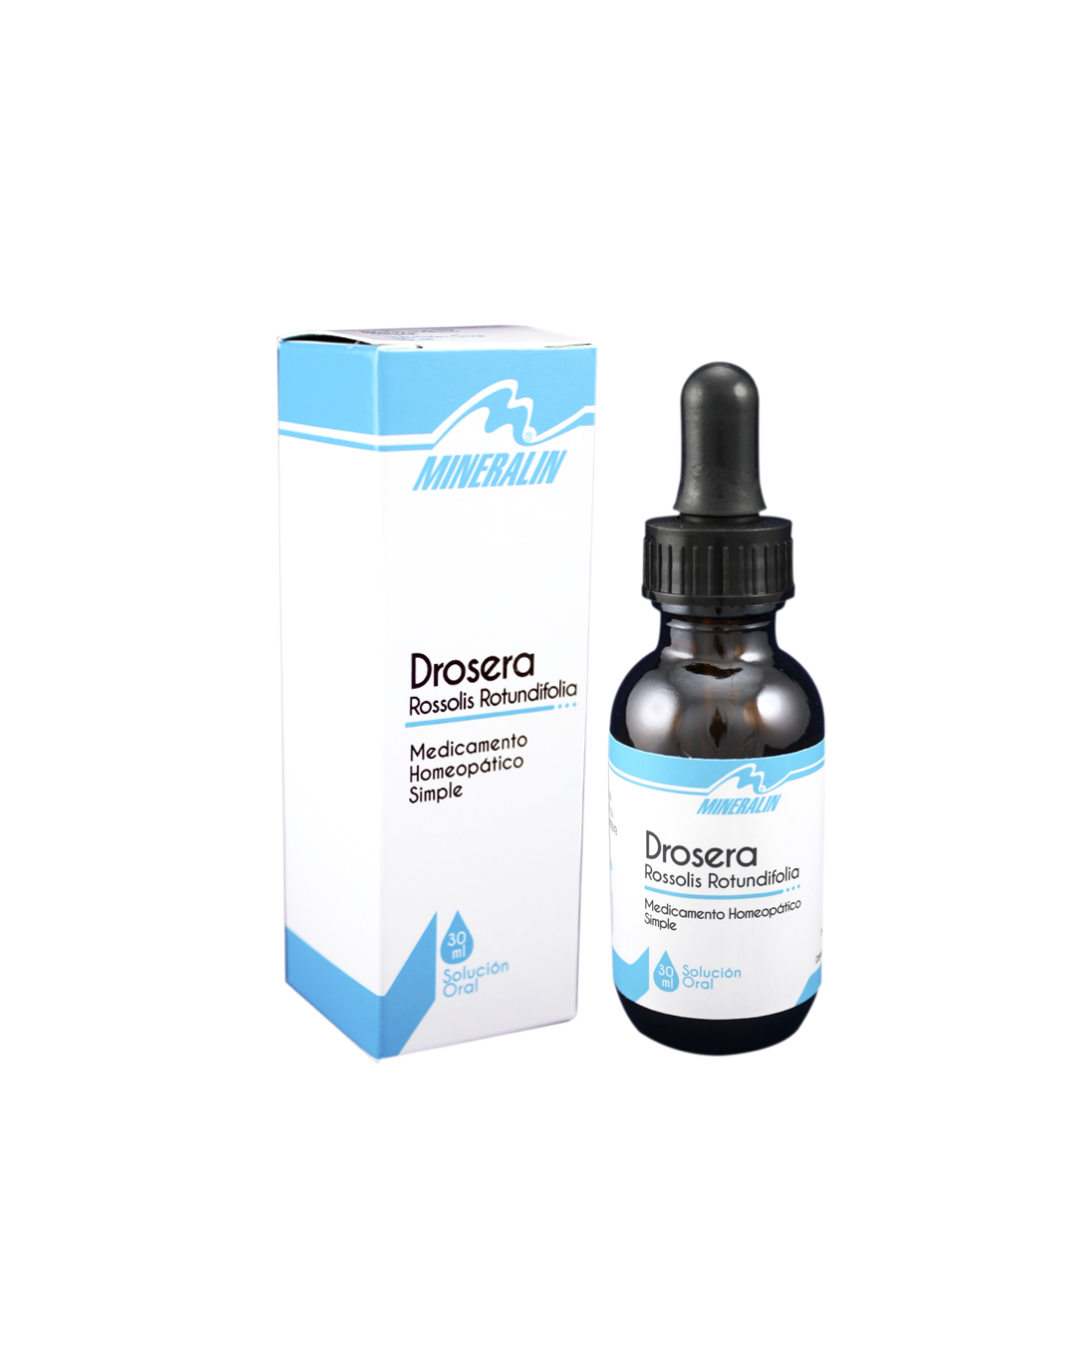 MINERALIN
Drosera
Rossolis Rotundifolia
Medicamento
Homeopático
Simple
30
ml
Solución
Oral
MINERALIN
Drosera
Rossolis Rotundifolia
Medicamento Homeopático
Simple
30
ml
Solución
Oral